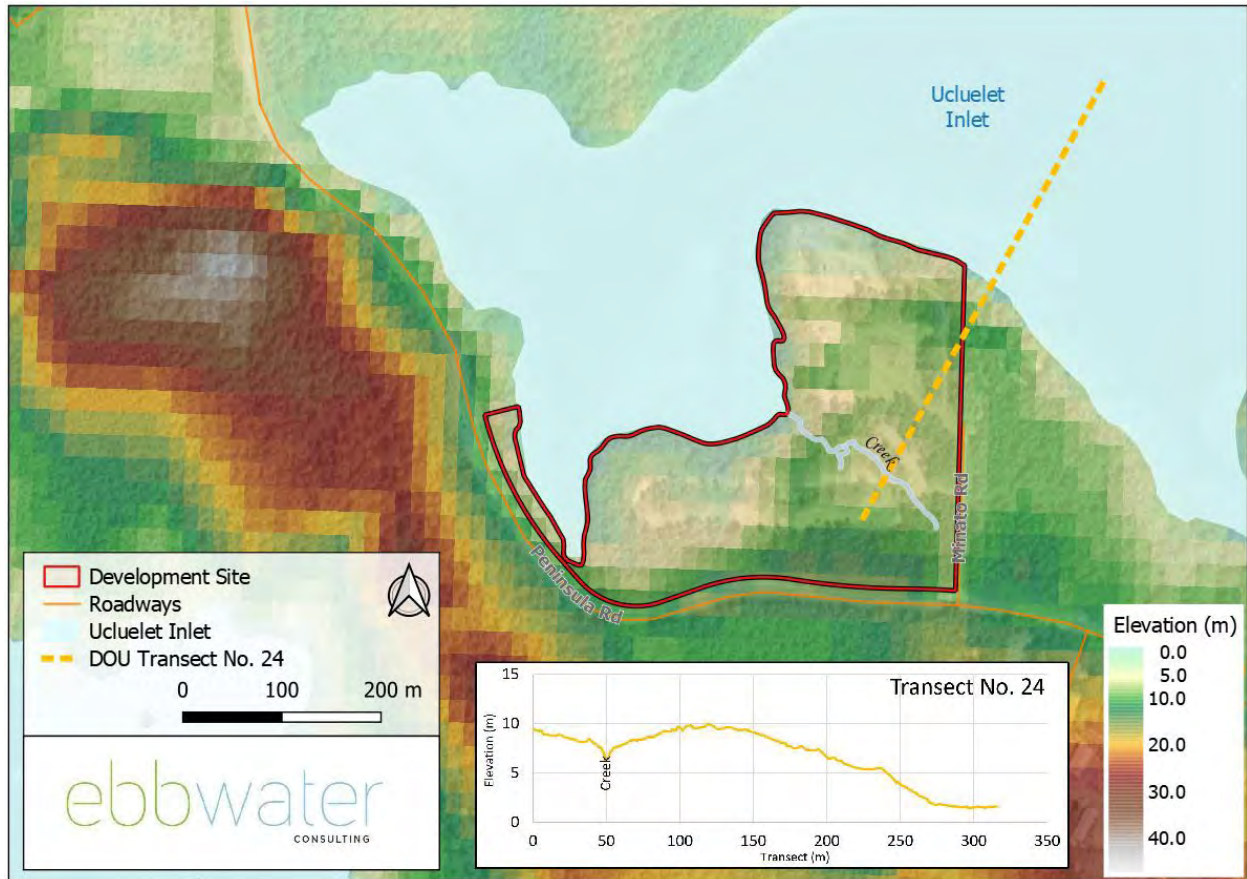 Ucluelet
Inlet
Creek
Minato Rd
Peninsula Rd
Development Site
Roadways
Ucluelet Inlet
DOU Transect No. 24
0 100 200 m
ebbwater
CONSULTING
Transect No. 24
Elevation (m)
15
10
5
0
Creek
0 50 100 150 200 250 300 350
Transect (m)
Elevation (m)
0.0
5.0
10.0
20.0
30.0
40.0